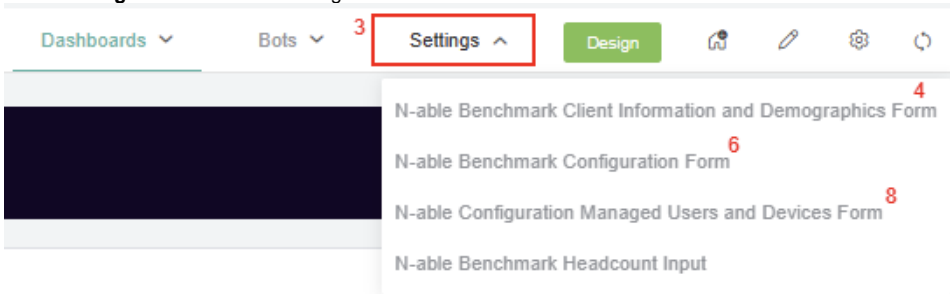 Dashboards Bots 3 Settings Design
4
N-able Benchmark Client Information and Demographics Form
6
N-able Benchmark Configuration Form
8
N-able Configuration Managed Users and Devices Form
N-able Benchmark Headcount Input